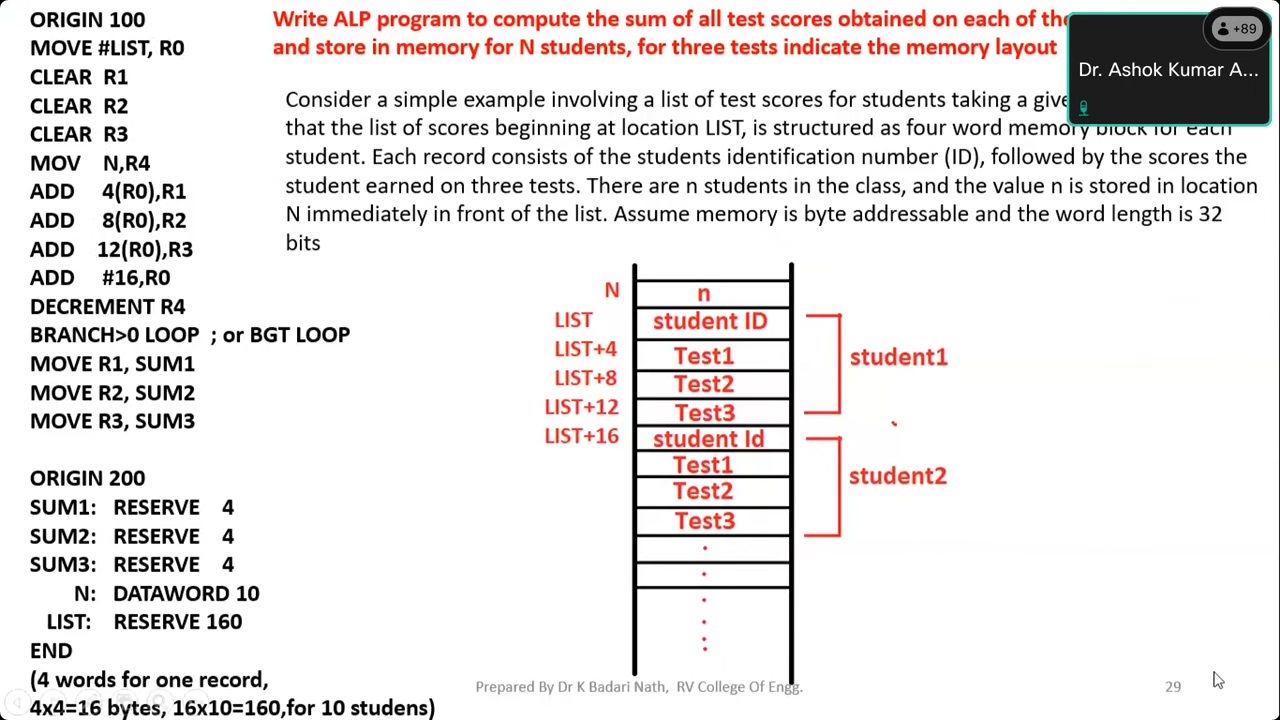 ORIGIN 100
MOVE #LIST, R0
CLEAR R1
CLEAR R2
CLEAR R3
MOV N,R4
ADD 4(R0),R1
ADD 8(R0),R2
ADD 12(R0),R3
ADD #16,R0
DECREMENT R4
BRANCH>0 LOOP ; or BGT LOOP
MOVE R1, SUM1
MOVE R2, SUM2
MOVE R3, SUM3
ORIGIN 200
SUM1: RESERVE 4
SUM2: RESERVE 4
SUM3: RESERVE 4
N: DATAWORD 10
LIST: RESERVE 160
END
(4 words for one record,
4x4=16 bytes, 16x10=160,for 10 studens)
Write ALP program to compute the sum of all test scores obtained on each of the
and store in memory for N students, for three tests indicate the memory layout
+89
Dr. Ashok Kumar A...
Consider a simple example involving a list of test scores for students taking a give
that the list of scores beginning at location LIST, is structured as four word memory block for each
student. Each record consists of the students identification number (ID), followed by the scores the
student earned on three tests. There are n students in the class, and the value n is stored in location
N immediately in front of the list. Assume memory is byte addressable and the word length is 32
bits
N n
LIST student ID
LIST+4 Test1
student1
LIST+8 Test2
LIST+12 Test3
LIST+16 student Id
Test1
student2
Test2
Test3
Prepared By Dr K Badari Nath, RV College Of Engg.
29